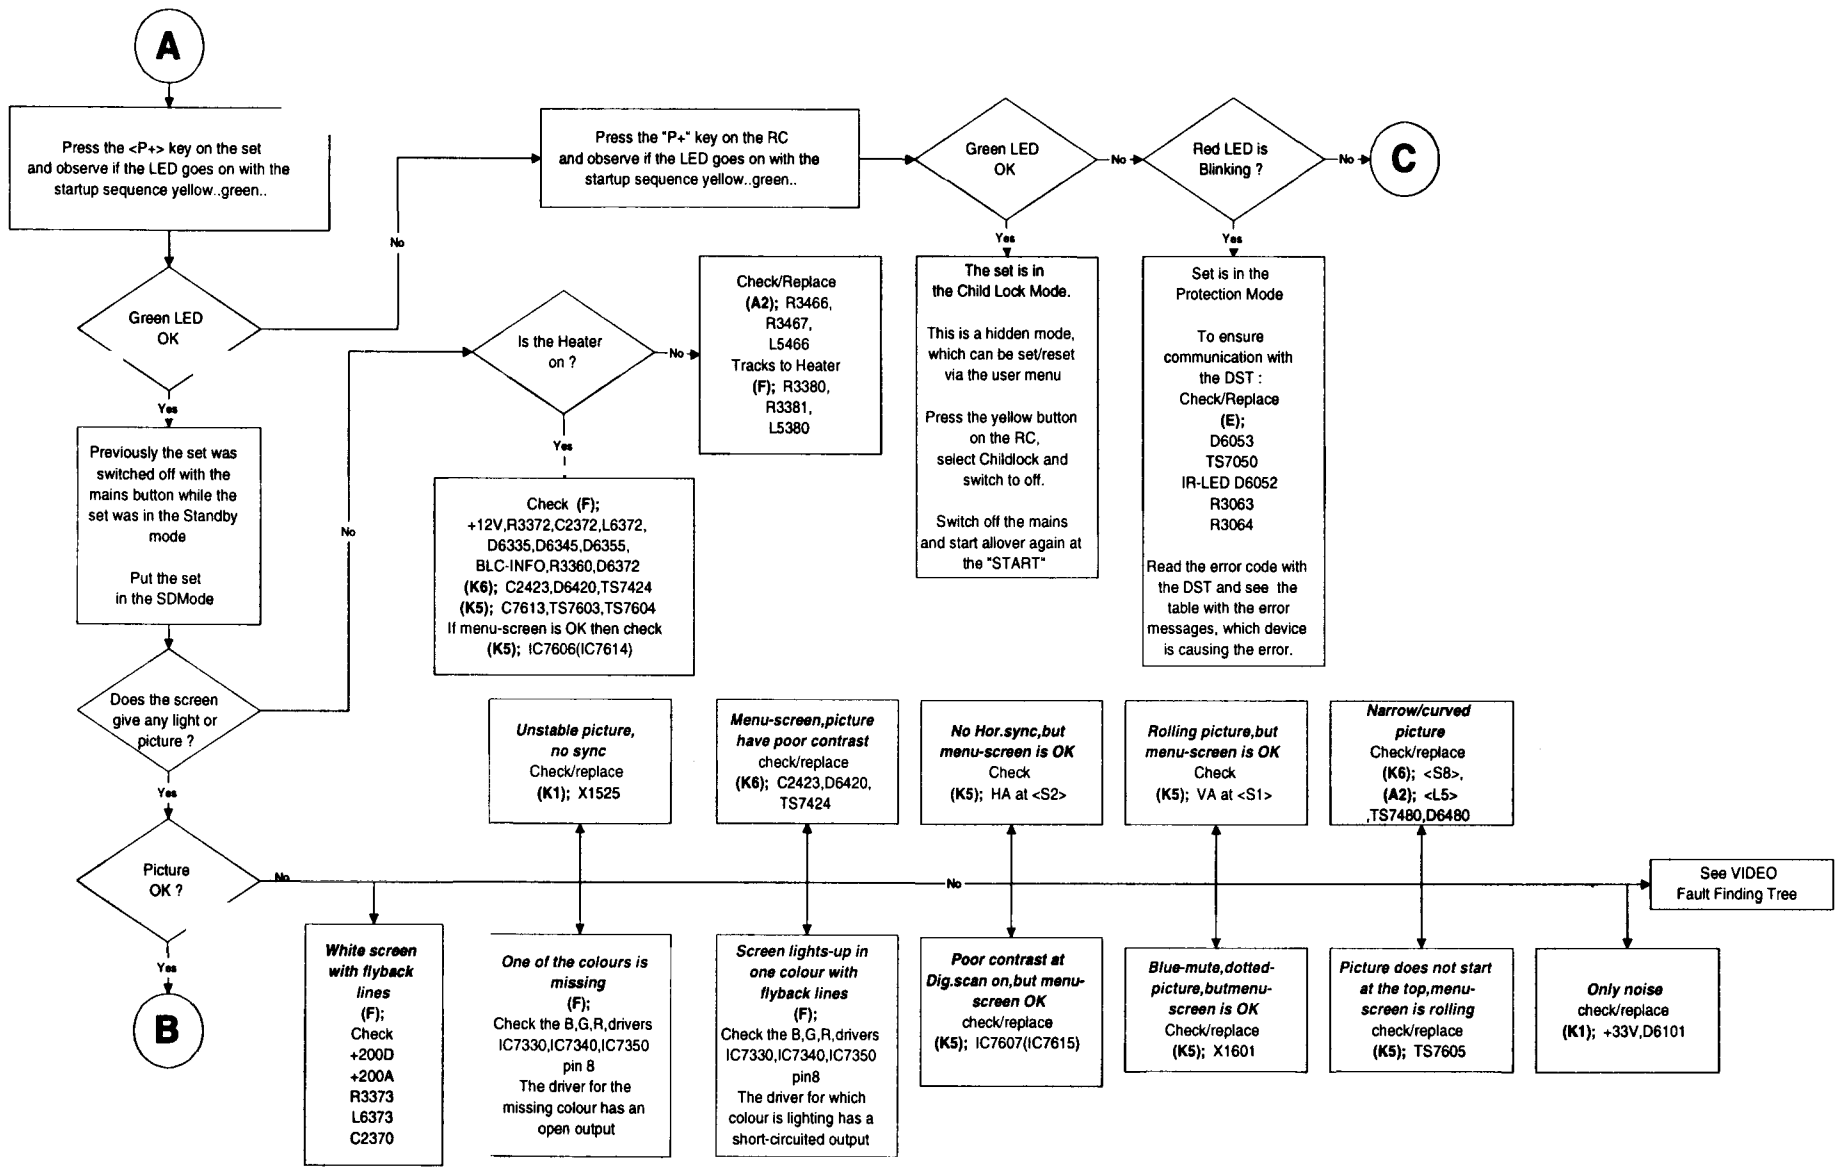 A
Press the <P+> key on the set
and observe if the LED goes on with the
startup sequence yellow..green..
Green LED
OK
No
Yes
Previously the set was
switched off with the
mains button while the
set was in the Standby
mode
Put the set
in the SDMode
Does the screen
give any light or
picture ?
No
Yes
Picture
OK ?
No
Yes
B
Press the "P+" key on the RC
and observe if the LED goes on with the
startup sequence yellow..green..
Green LED
OK
No
Yes
Red LED is
Blinking ?
No
Yes
C
The set is in
the Child Lock Mode.
This is a hidden mode,
which can be set/reset
via the user menu
Press the yellow button
on the RC,
select Childlock and
switch to off.
Switch off the mains
and start allover again at
the "START"
Set is in the
Protection Mode
To ensure
communication with
the DST :
Check/Replace
(E);
D6053
TS7050
IR-LED D6052
R3063
R3064
Read the error code with
the DST and see the
table with the error
messages, which device
is causing the error.
Is the Heater
on ?
No
Yes
Check/Replace
(A2); R3466,
R3467,
L5466
Tracks to Heater
(F); R3380,
R3381,
L5380
Check (F);
+12V,R3372,C2372,L6372,
D6335,D6345,D6355,
BLC-INFO,R3360,D6372
(K6); C2423,D6420,TS7424
(K5); C7613,TS7603,TS7604
If menu-screen is OK then check
(K5); IC7606(IC7614)
Unstable picture,
no sync
Check/replace
(K1); X1525
Menu-screen,picture
have poor contrast
check/replace
(K6); C2423,D6420,
TS7424
No Hor.sync,but
menu-screen is OK
Check
(K5); HA at <S2>
Rolling picture,but
menu-screen is OK
Check
(K5); VA at <S1>
Narrow/curved
picture
Check/replace
(K6); <S8>,
(A2); <L5>
,TS7480,D6480
No
See VIDEO
Fault Finding Tree
White screen
with flyback
lines
(F);
Check
+200D
+200A
R3373
L6373
C2370
One of the colours is
missing
(F);
Check the B,G,R,drivers
IC7330,IC7340,IC7350
pin 8
The driver for the
missing colour has an
open output
Screen lights-up in
one colour with
flyback lines
(F);
Check the B,G,R,drivers
IC7330,IC7340,IC7350
pin8
The driver for which
colour is lighting has a
short-circuited output
Poor contrast at
Dig.scan on,but menu-
screen OK
check/replace
(K5); IC7607(IC7615)
Blue-mute,dotted-
picture,butmenu-
screen is OK
Check/replace
(K5); X1601
Picture does not start
at the top,menu-
screen is rolling
check/replace
(K5); TS7605
Only noise
check/replace
(K1); +33V,D6101